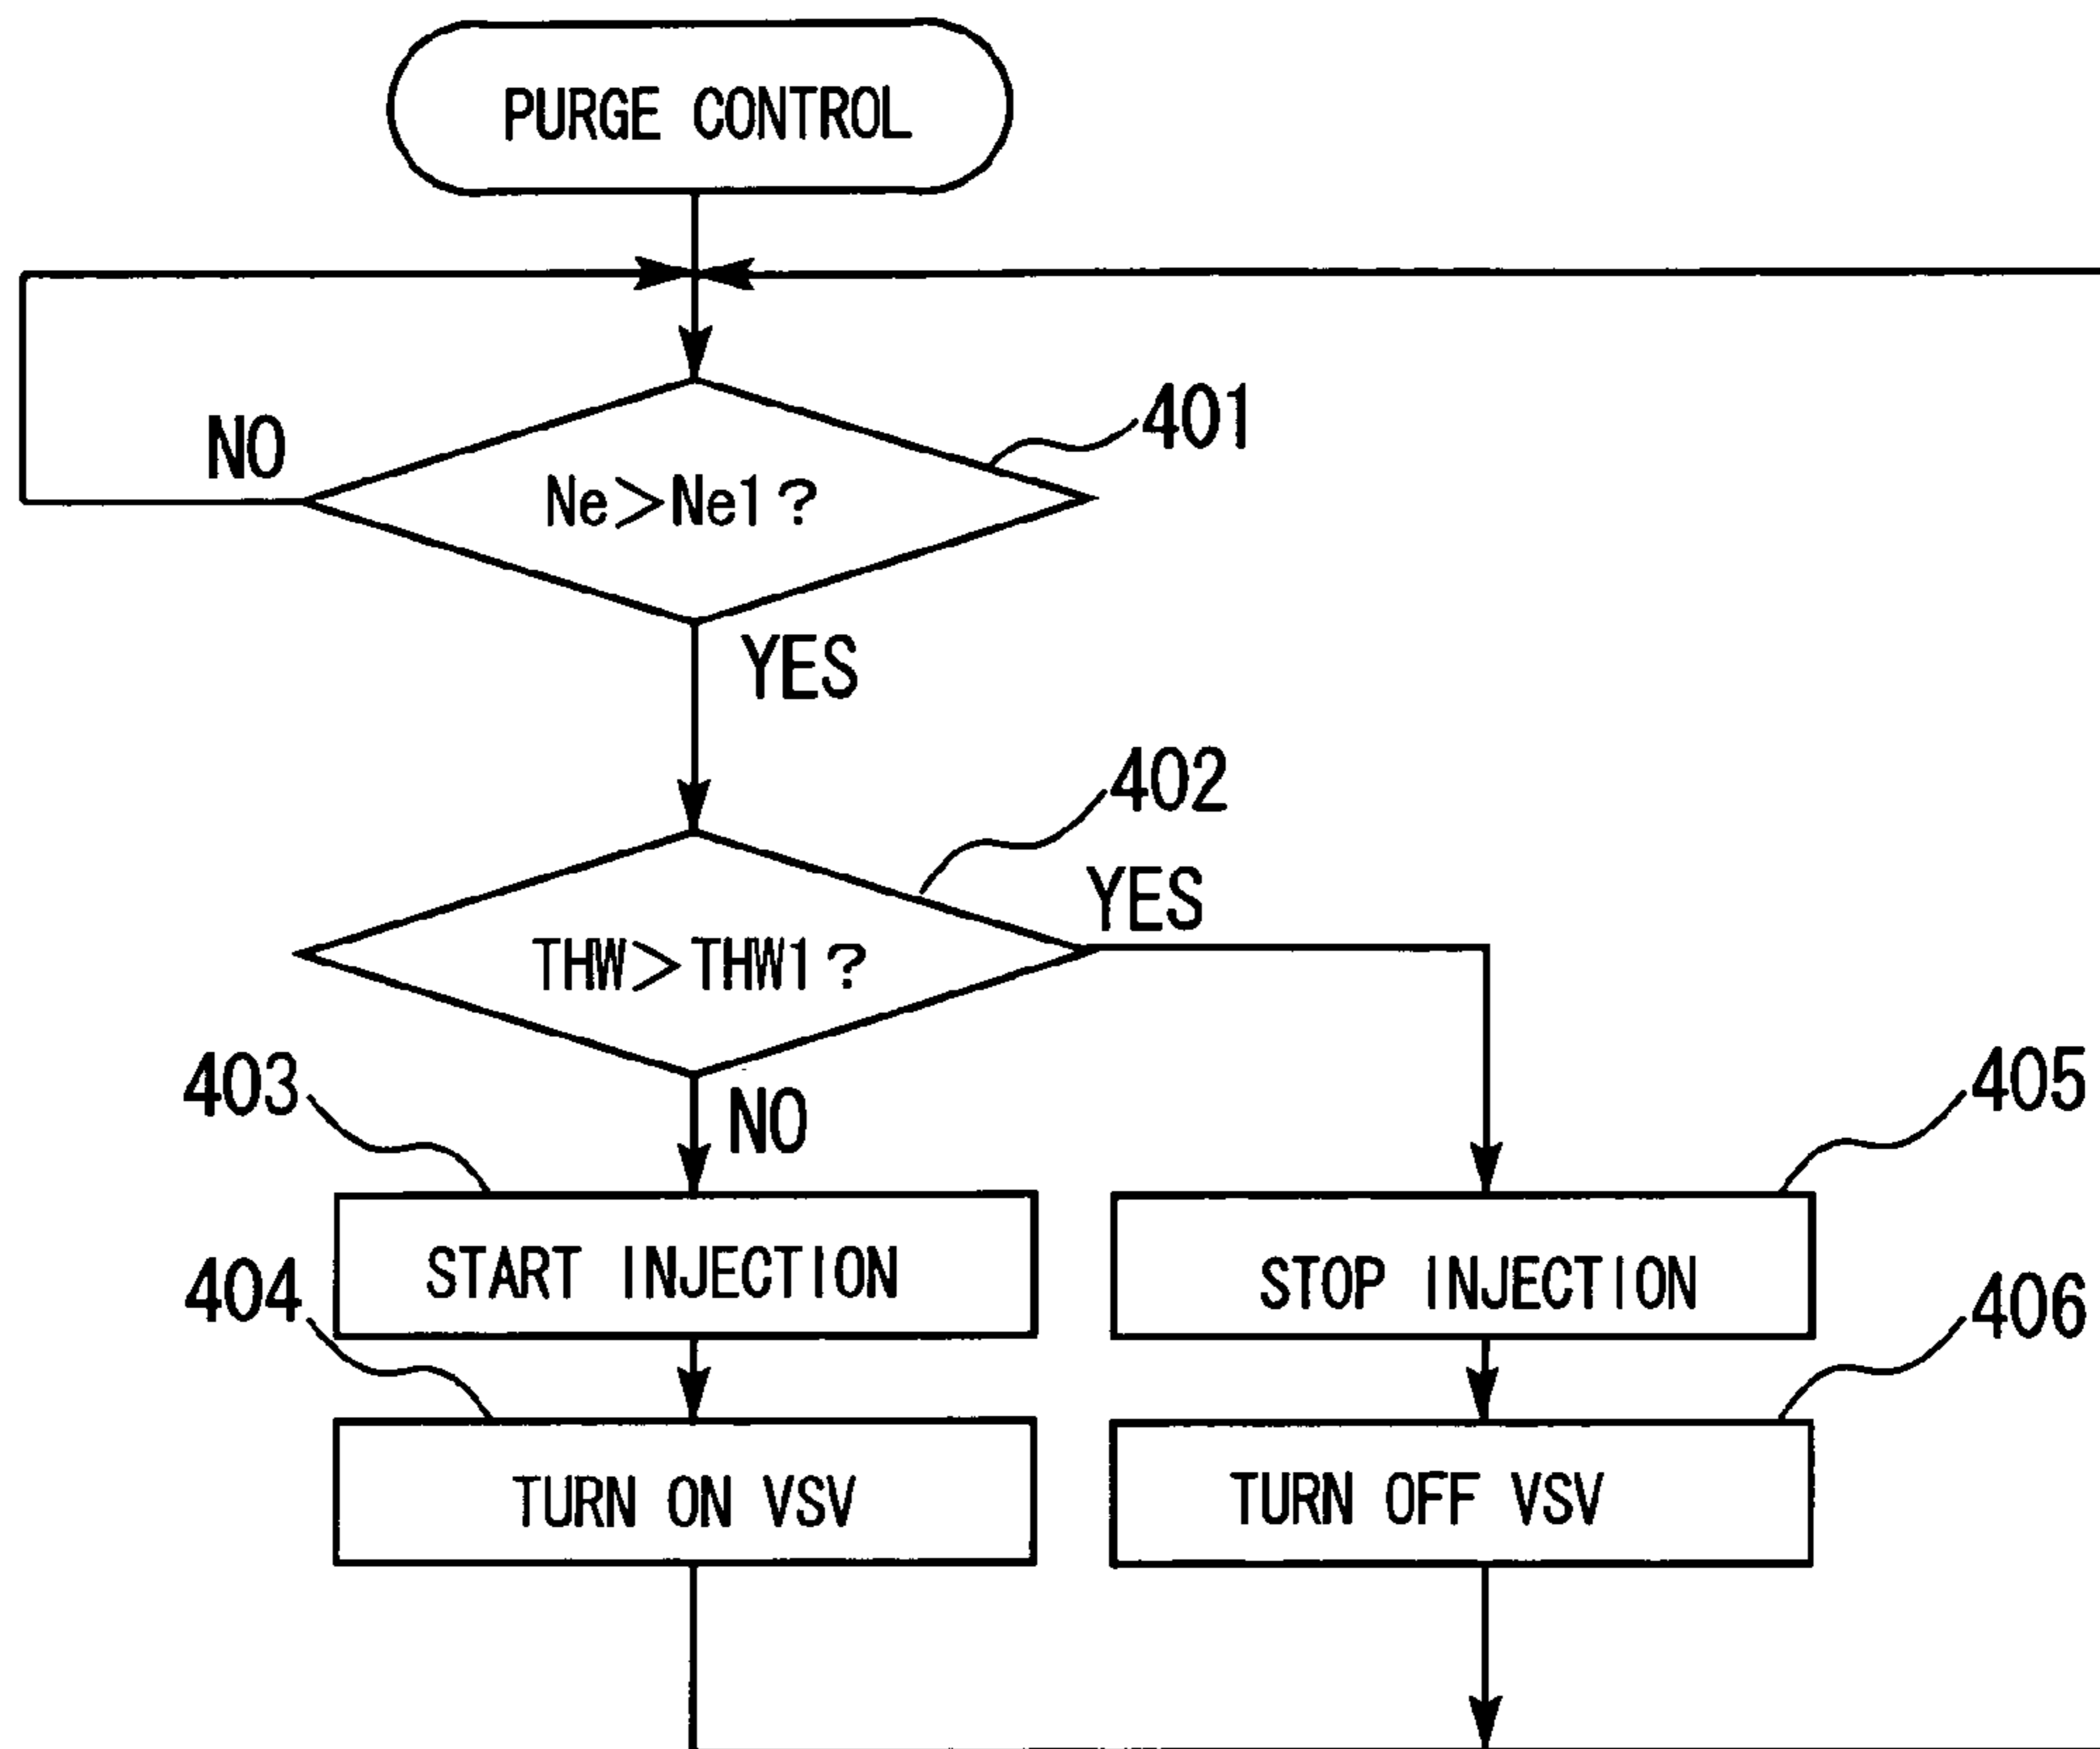 PURGE CONTROL
401
NO
Ne>Ne1?
YES
402
YES
THW>THW1?
403
NO
405
START INJECTION
STOP INJECTION
404
406
TURN ON VSV
TURN OFF VSV